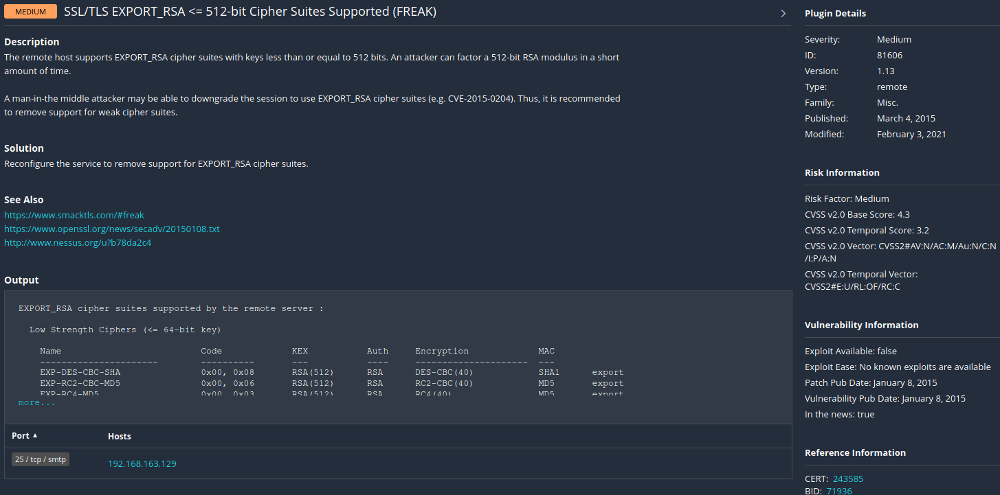 MEDIUM SSL/TLS EXPORT_RSA <= 512-bit Cipher Suites Supported (FREAK)
Description
The remote host supports EXPORT_RSA cipher suites with keys less than or equal to 512 bits. An attacker can factor a 512-bit RSA modulus in a short
amount of time.
A man-in-the middle attacker may be able to downgrade the session to use EXPORT_RSA cipher suites (e.g. CVE-2015-0204). Thus, it is recommended
to remove support for weak cipher suites.
Solution
Reconfigure the service to remove support for EXPORT_RSA cipher suites.
See Also
https://www.smacktls.com/#freak
https://www.openssl.org/news/secadv/20150108.txt
http://www.nessus.org/u?b78da2c4
Output
EXPORT_RSA cipher suites supported by the remote server :
Low Strength Ciphers (<= 64-bit key)
Name Code KEX Auth Encryption MAC
---------------------- ---------- --- ---- --------------------- ---
EXP-DES-CBC-SHA 0x00, 0x08 RSA(512) RSA DES-CBC(40) SHA1 export
EXP-RC2-CBC-MD5 0x00, 0x06 RSA(512) RSA RC2-CBC(40) MD5 export
EXP-RC4-MD5 0x00, 0x03 RSA(512) RSA RC4(40) MD5 export
more...
Port ▲ Hosts
25 / tcp / smtp 192.168.163.129
Plugin Details
Severity: Medium
ID: 81606
Version: 1.13
Type: remote
Family: Misc.
Published: March 4, 2015
Modified: February 3, 2021
Risk Information
Risk Factor: Medium
CVSS v2.0 Base Score: 4.3
CVSS v2.0 Temporal Score: 3.2
CVSS v2.0 Vector: CVSS2#AV:N/AC:M/Au:N/C:N
/I:P/A:N
CVSS v2.0 Temporal Vector:
CVSS2#E:U/RL:OF/RC:C
Vulnerability Information
Exploit Available: false
Exploit Ease: No known exploits are available
Patch Pub Date: January 8, 2015
Vulnerability Pub Date: January 8, 2015
In the news: true
Reference Information
CERT: 243585
BID: 71936